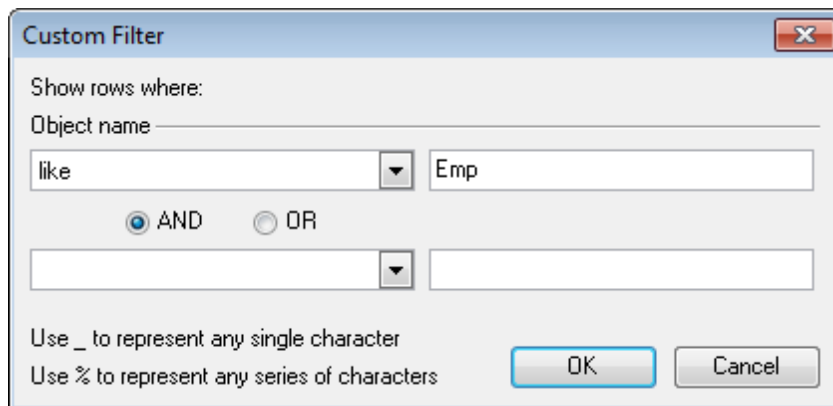 Custom Filter
Show rows where:
Object name
like Emp
AND OR
Use _ to represent any single character
Use % to represent any series of characters
OK Cancel